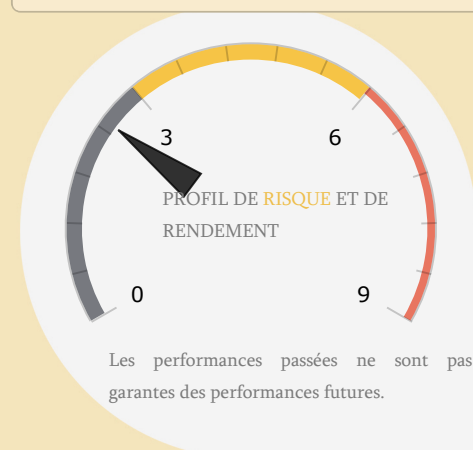 3 6
PROFIL DE RISQUE ET DE
RENDEMENT
0 9
Les performances passées ne sont pas
garantes des performances futures.